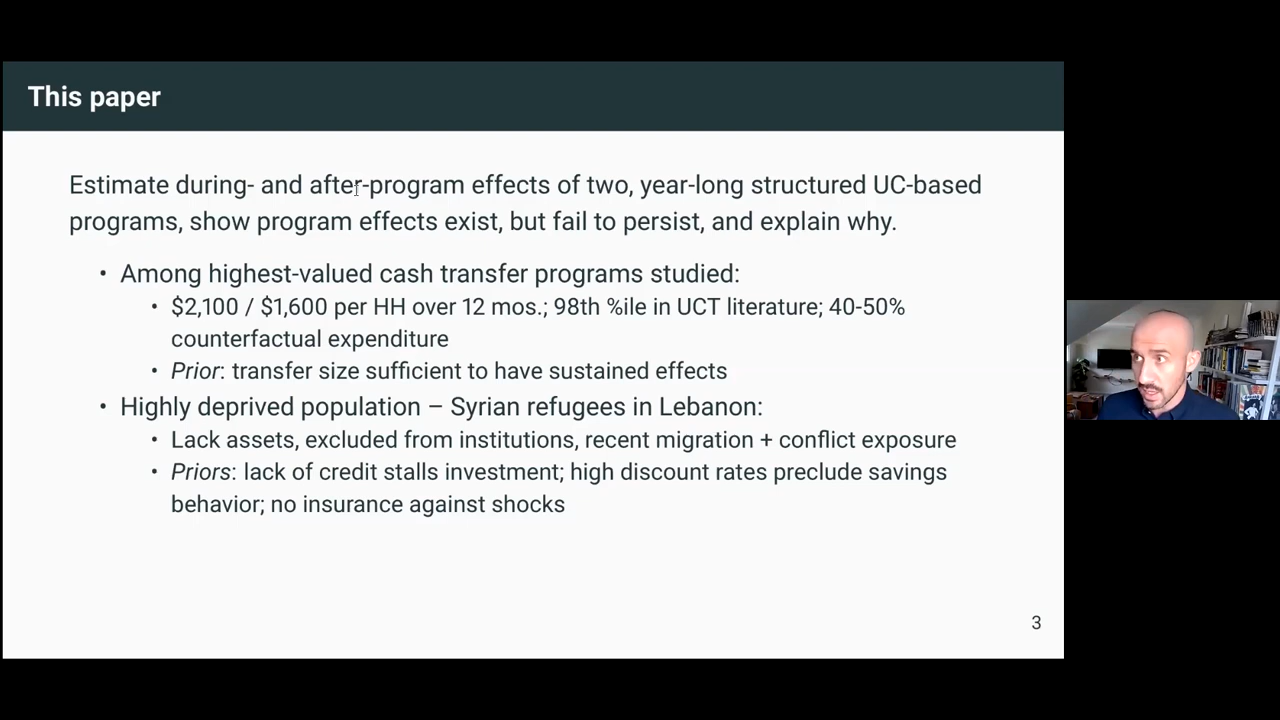 This paper
Estimate during- and after-program effects of two, year-long structured UC-based
programs, show program effects exist, but fail to persist, and explain why.
• Among highest-valued cash transfer programs studied:
• $2,100 / $1,600 per HH over 12 mos.; 98th %ile in UCT literature; 40-50%
counterfactual expenditure
• Prior: transfer size sufficient to have sustained effects
• Highly deprived population – Syrian refugees in Lebanon:
• Lack assets, excluded from institutions, recent migration + conflict exposure
• Priors: lack of credit stalls investment; high discount rates preclude savings
behavior; no insurance against shocks
3